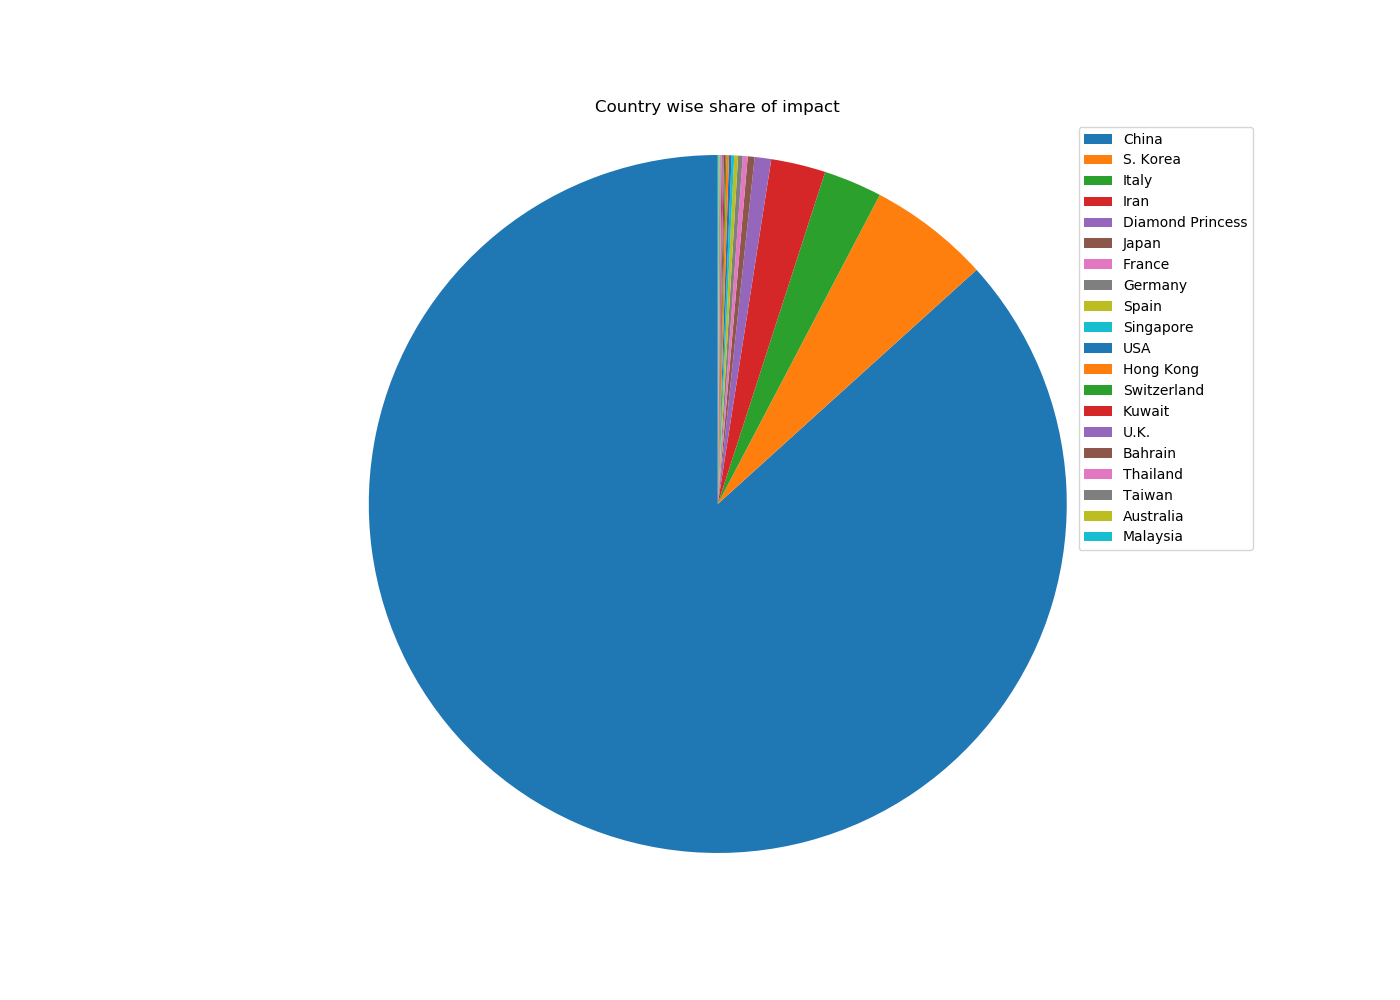 Country wise share of impact
China
S. Korea
Italy
Iran
Diamond Princess
Japan
France
Germany
Spain
Singapore
USA
Hong Kong
Switzerland
Kuwait
U.K.
Bahrain
Thailand
Taiwan
Australia
Malaysia